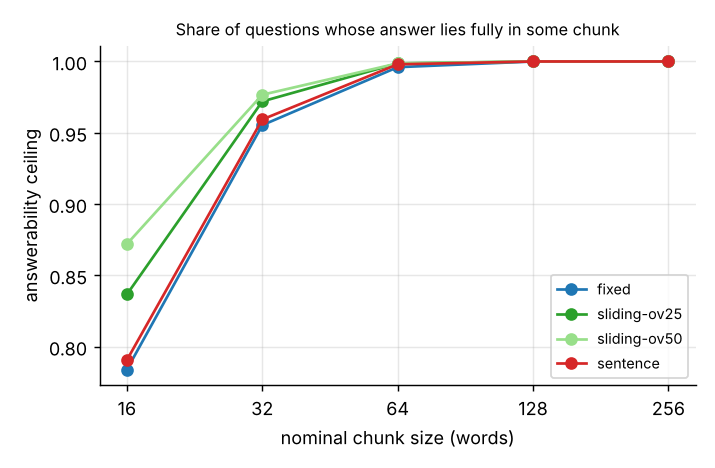 Share of questions whose answer lies fully in some chunk
answerability ceiling
1.00
0.95
0.90
0.85
0.80
16 32 64 128 256
nominal chunk size (words)
fixed
sliding-ov25
sliding-ov50
sentence